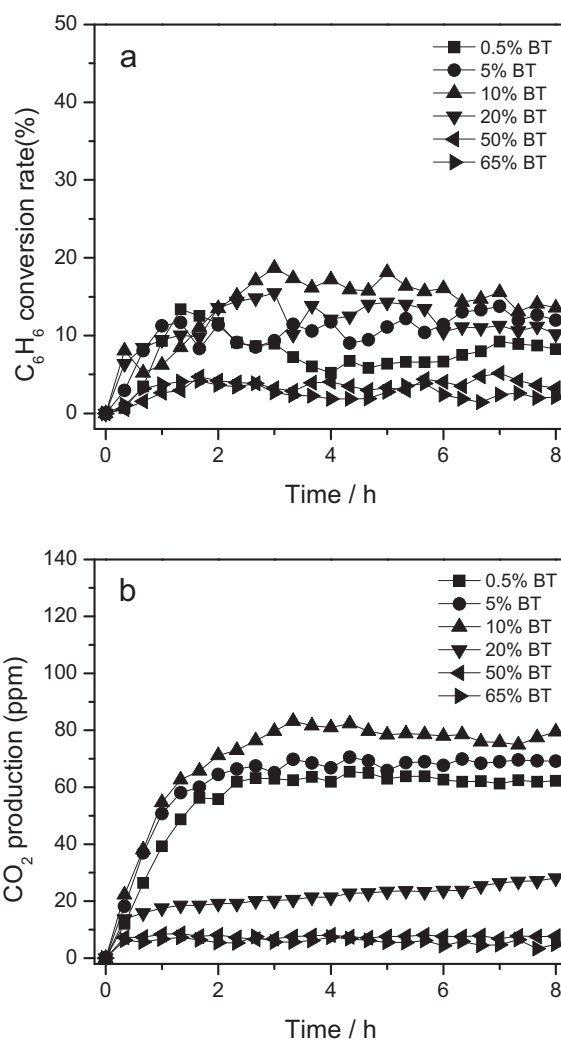 a
50
40
30
20
10
0
C6H6 conversion rate(%)
0.5% BT
5% BT
10% BT
20% BT
50% BT
65% BT
0 2 4 6 8
Time / h
b
140
120
100
80
60
40
20
0
CO2 production (ppm)
0.5% BT
5% BT
10% BT
20% BT
50% BT
65% BT
0 2 4 6 8
Time / h